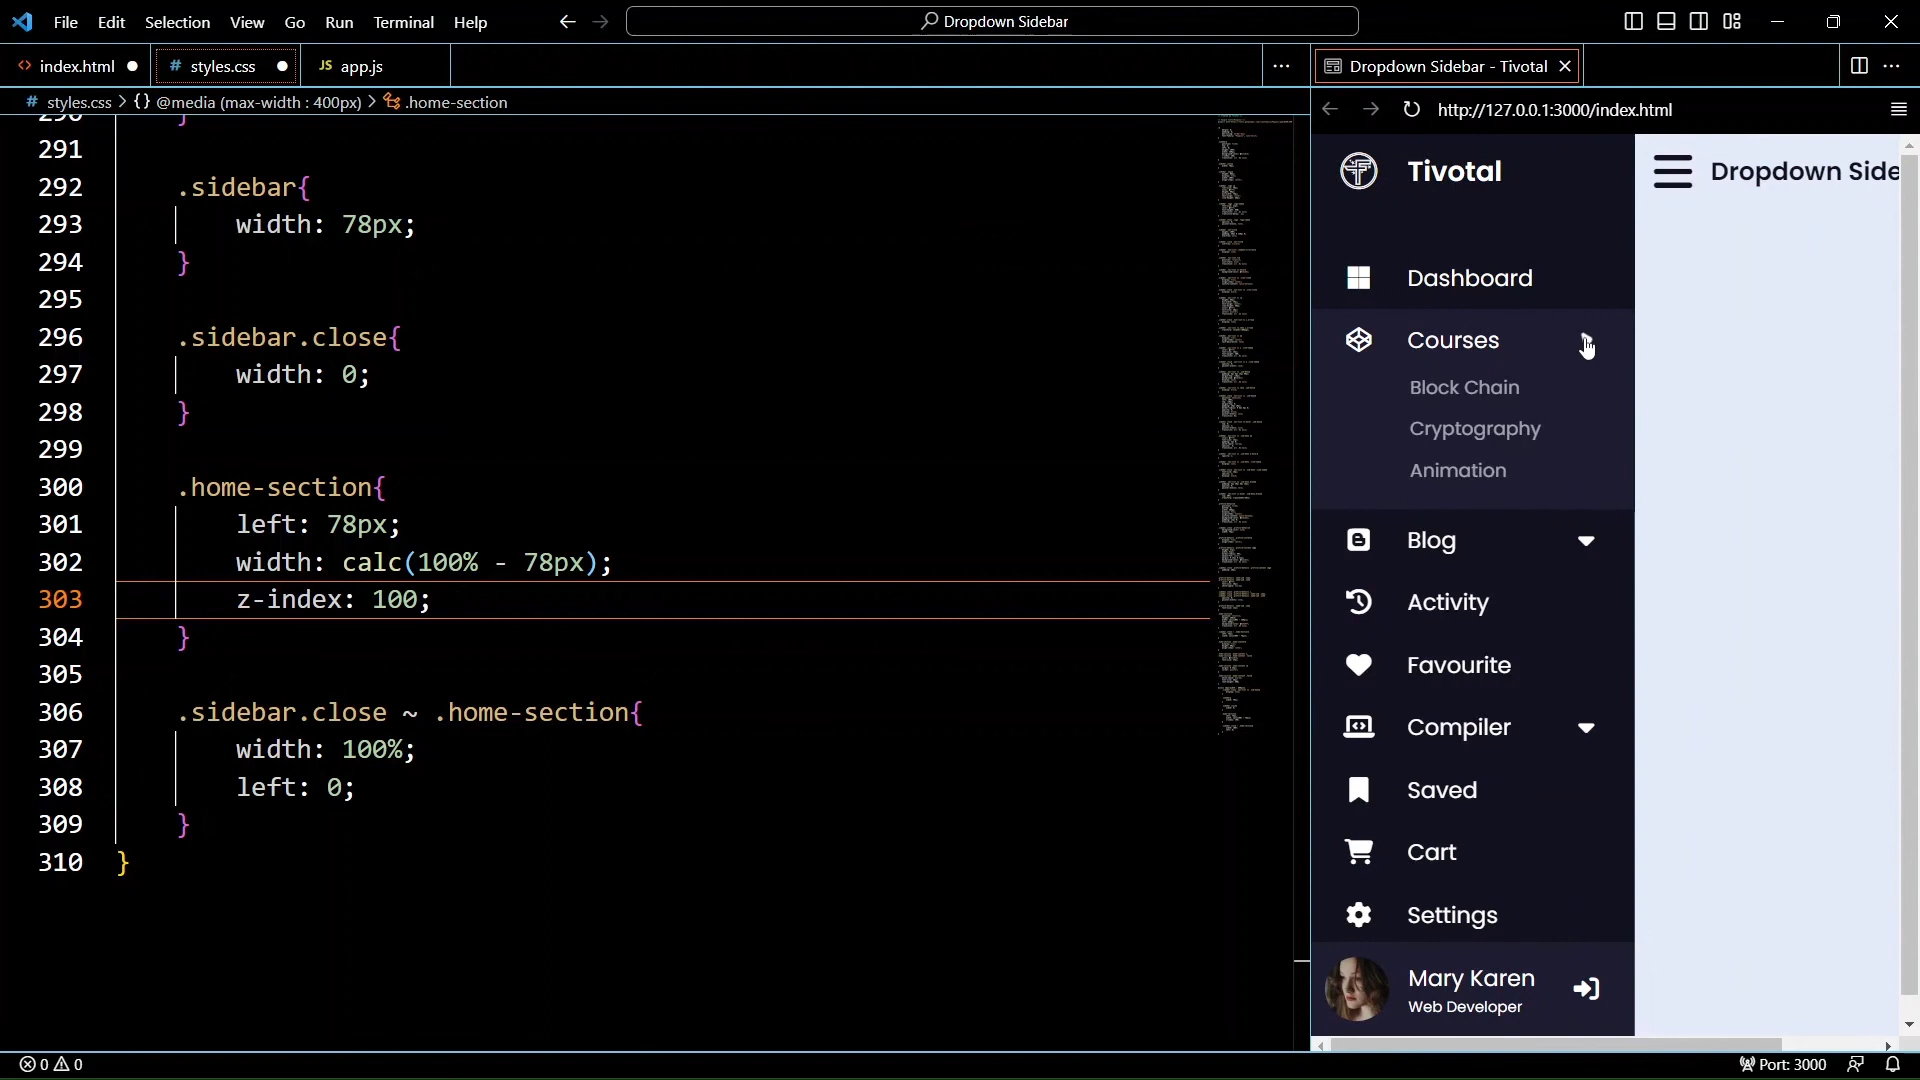 File Edit Selection View Go Run Terminal Help
Dropdown Sidebar
index.html
# styles.css
JS app.js
Dropdown Sidebar - Tivotal
# styles.css > {} @media (max-width : 400px) > .home-section
http://127.0.0.1:3000/index.html
290 }
291
292 .sidebar{
293 width: 78px;
294 }
295
296 .sidebar.close{
297 width: 0;
298 }
299
300 .home-section{
301 left: 78px;
302 width: calc(100% - 78px);
303 z-index: 100;
304 }
305
306 .sidebar.close ~ .home-section{
307 width: 100%;
308 left: 0;
309 }
310 }
Tivotal
Dropdown Side
Dashboard
Courses
Block Chain
Cryptography
Animation
Blog
Activity
Favourite
Compiler
Saved
Cart
Settings
Mary Karen
Web Developer
0 0
Port: 3000